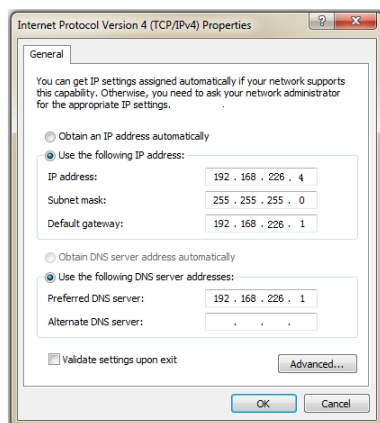 Internet Protocol Version 4 (TCP/IPv4) Properties
General
You can get IP settings assigned automatically if your network supports
this capability. Otherwise, you need to ask your network administrator
for the appropriate IP settings.
Obtain an IP address automatically
Use the following IP address:
IP address: 192 . 168 . 226 . 4
Subnet mask: 255 . 255 . 255 . 0
Default gateway: 192 . 168 . 226 . 1
Obtain DNS server address automatically
Use the following DNS server addresses:
Preferred DNS server: 192 . 168 . 226 . 1
Alternate DNS server: . . .
Validate settings upon exit
Advanced...
OK Cancel